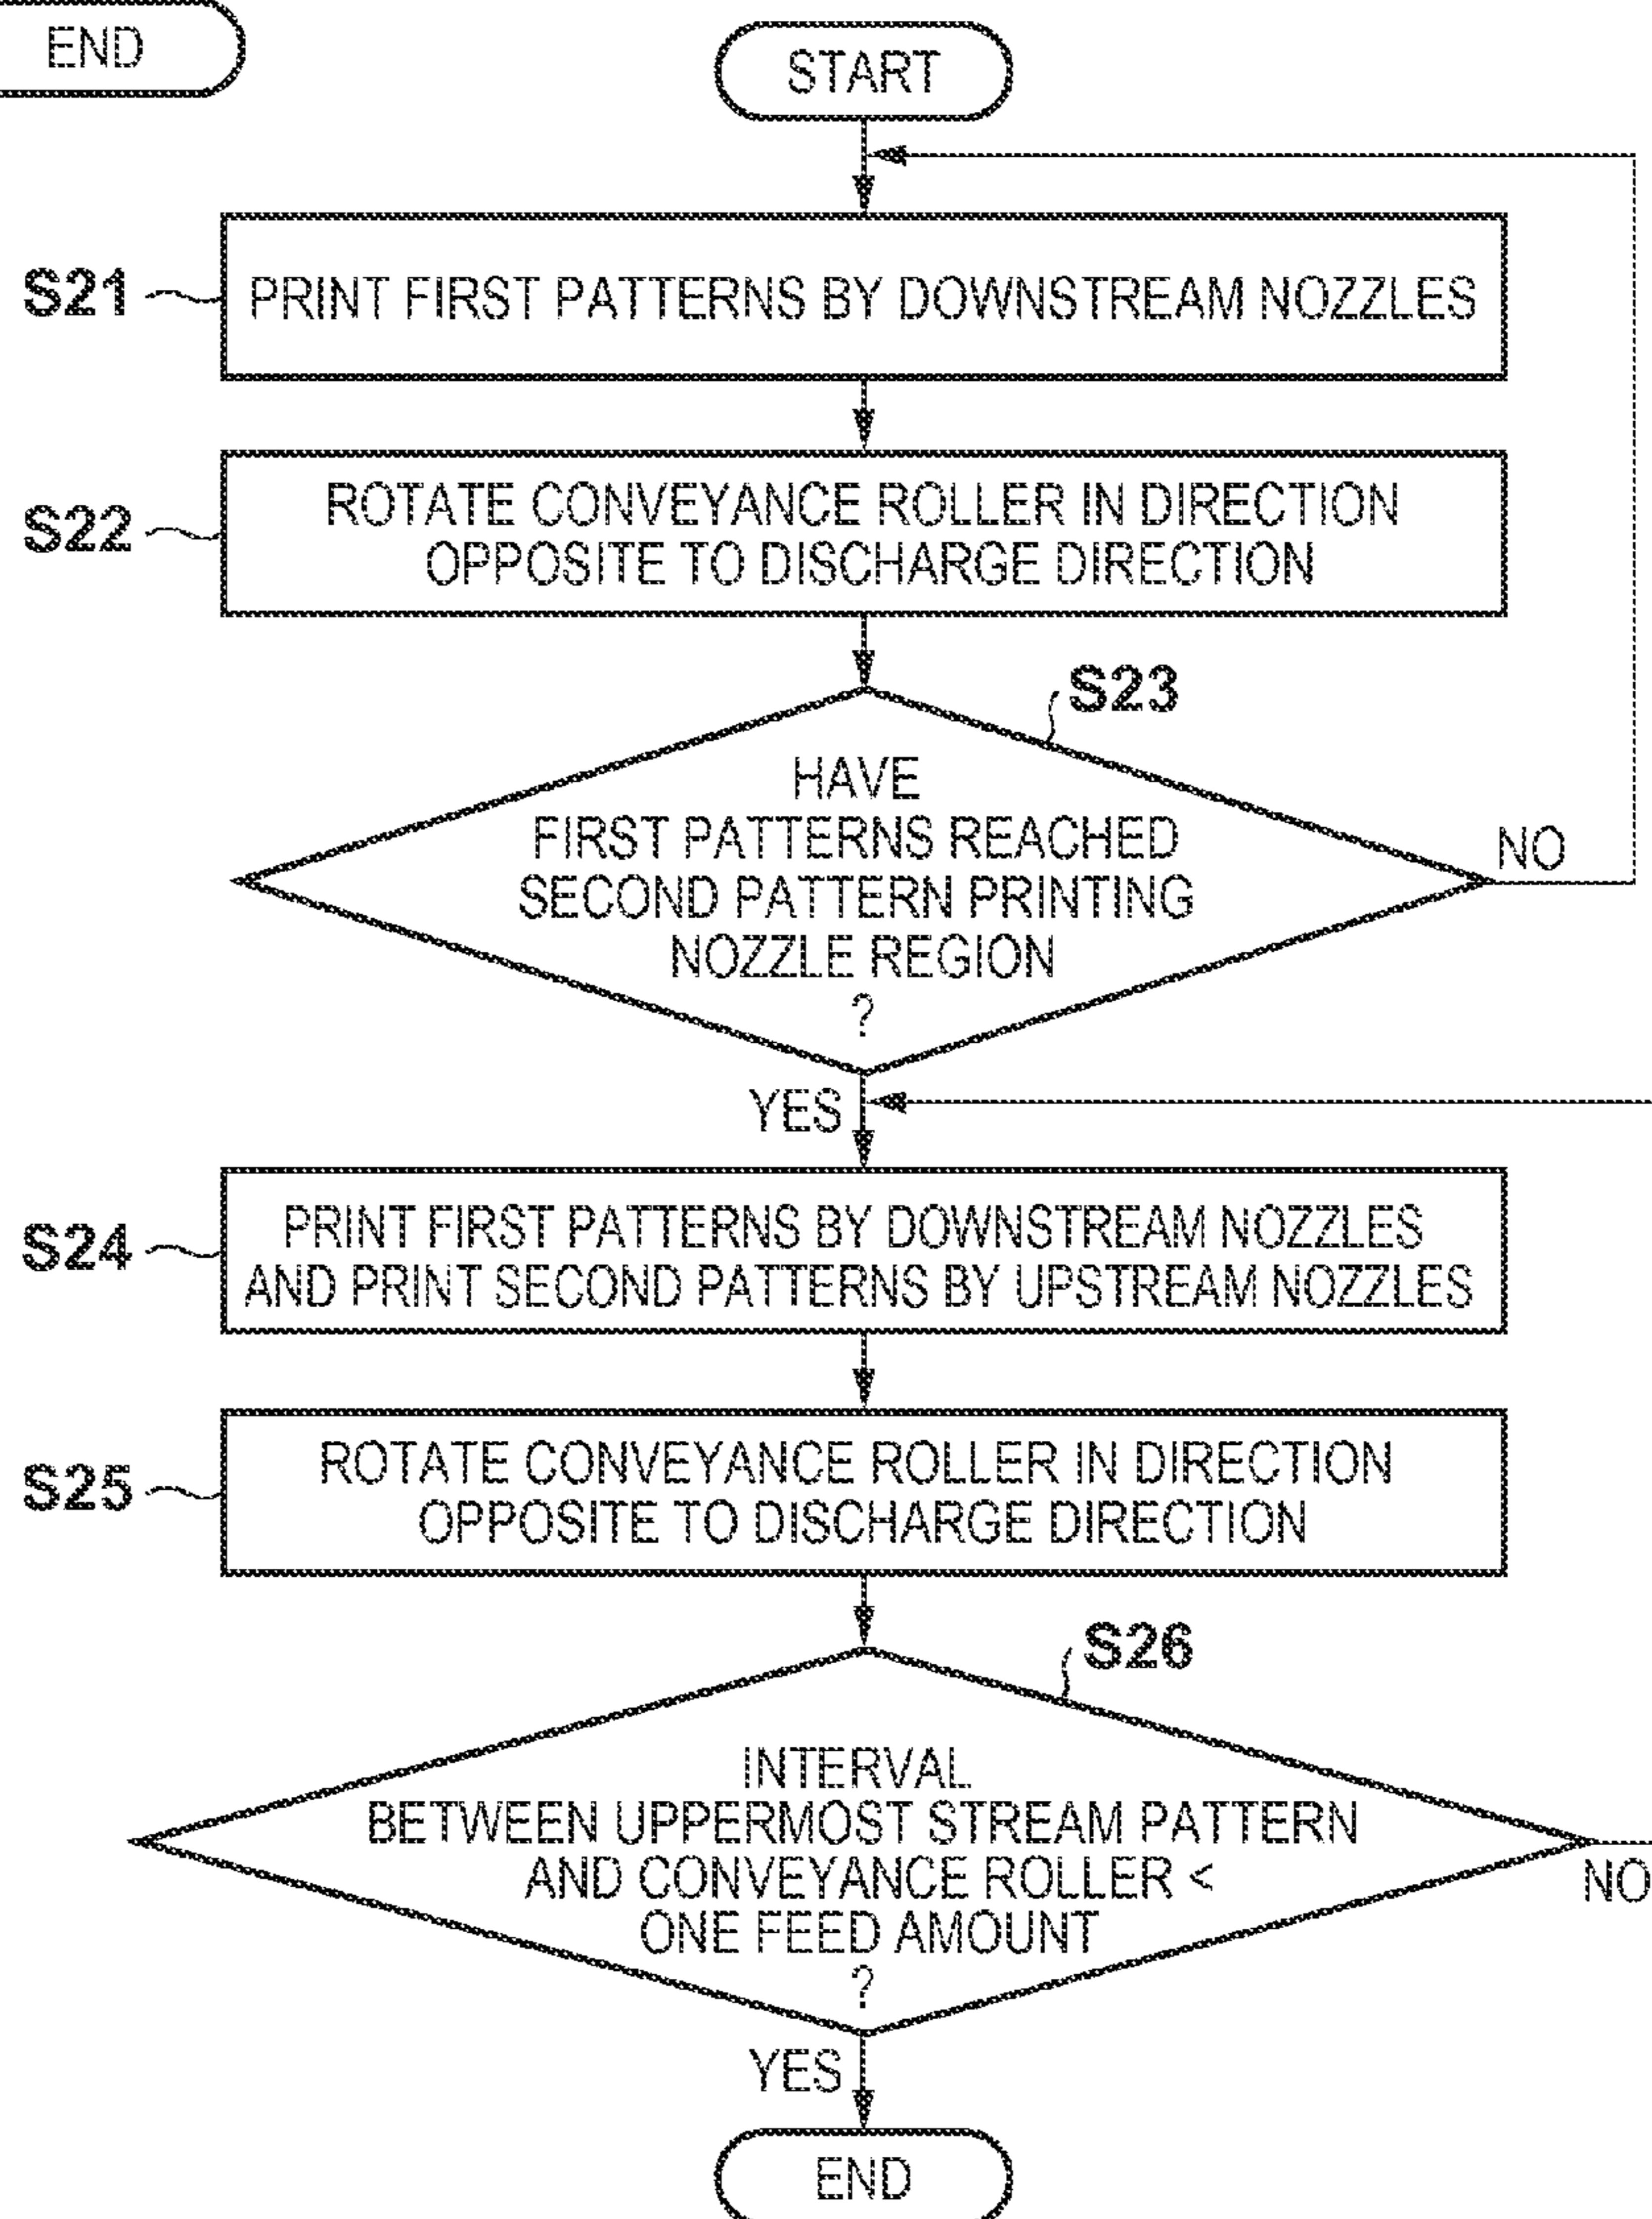 END
START
S21
PRINT FIRST PATTERNS BY DOWNSTREAM NOZZLES
S22
ROTATE CONVEYANCE ROLLER IN DIRECTION
OPPOSITE TO DISCHARGE DIRECTION
S23
HAVE
FIRST PATTERNS REACHED
SECOND PATTERN PRINTING
NOZZLE REGION
?
NO
YES
S24
PRINT FIRST PATTERNS BY DOWNSTREAM NOZZLES
AND PRINT SECOND PATTERNS BY UPSTREAM NOZZLES
S25
ROTATE CONVEYANCE ROLLER IN DIRECTION
OPPOSITE TO DISCHARGE DIRECTION
S26
INTERVAL
BETWEEN UPPERMOST STREAM PATTERN
AND CONVEYANCE ROLLER <
ONE FEED AMOUNT
?
NO
YES
END